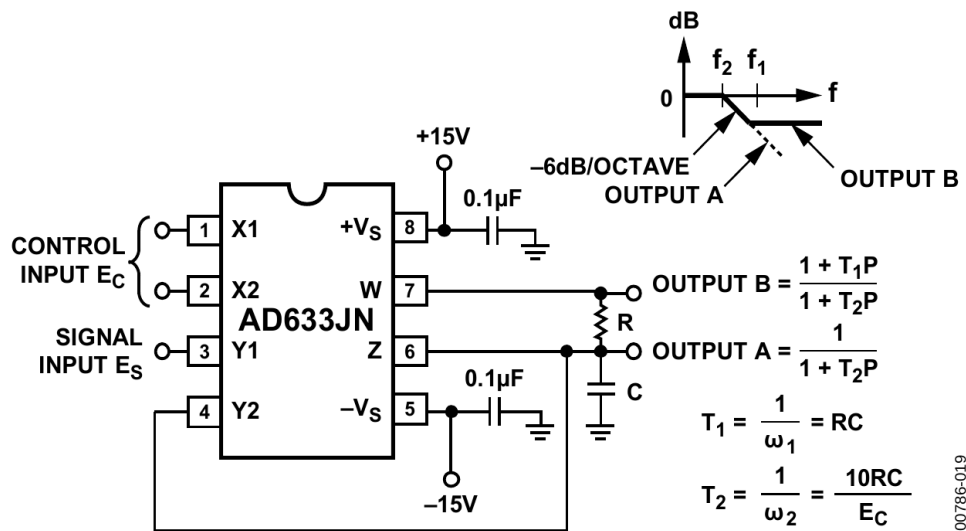 dB
f2 f1
0 f
–6dB/OCTAVE
OUTPUT A
OUTPUT B
+15V
0.1µF
CONTROL
INPUT EC
1 X1
+VS 8
2 X2
W 7
AD633JN
SIGNAL
INPUT ES
3 Y1
Z 6
4 Y2
–VS 5
0.1µF
–15V
R
C
OUTPUT B = 1 + T1P / 1 + T2P
OUTPUT A = 1 / 1 + T2P
T1 = 1 / ω1 = RC
T2 = 1 / ω2 = 10RC / EC
00786-019